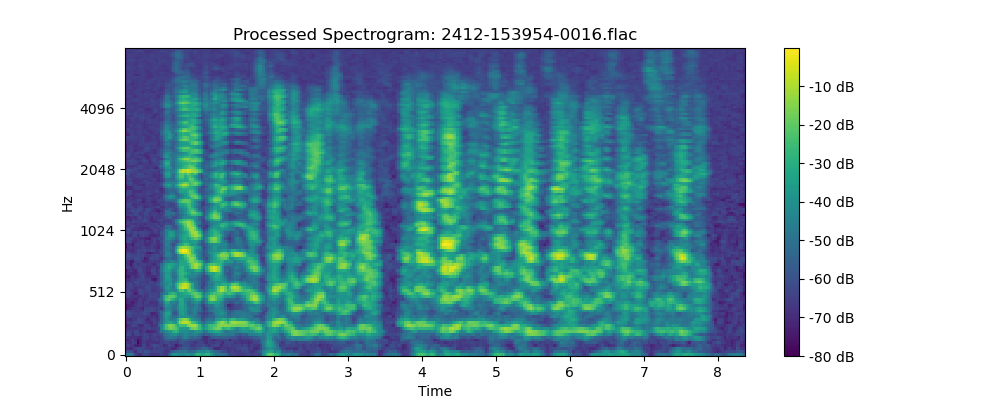 Processed Spectrogram: 2412-153954-0016.flac
Hz
4096
2048
1024
512
0
0 1 2 3 4 5 6 7 8
Time
-10 dB
-20 dB
-30 dB
-40 dB
-50 dB
-60 dB
-70 dB
-80 dB